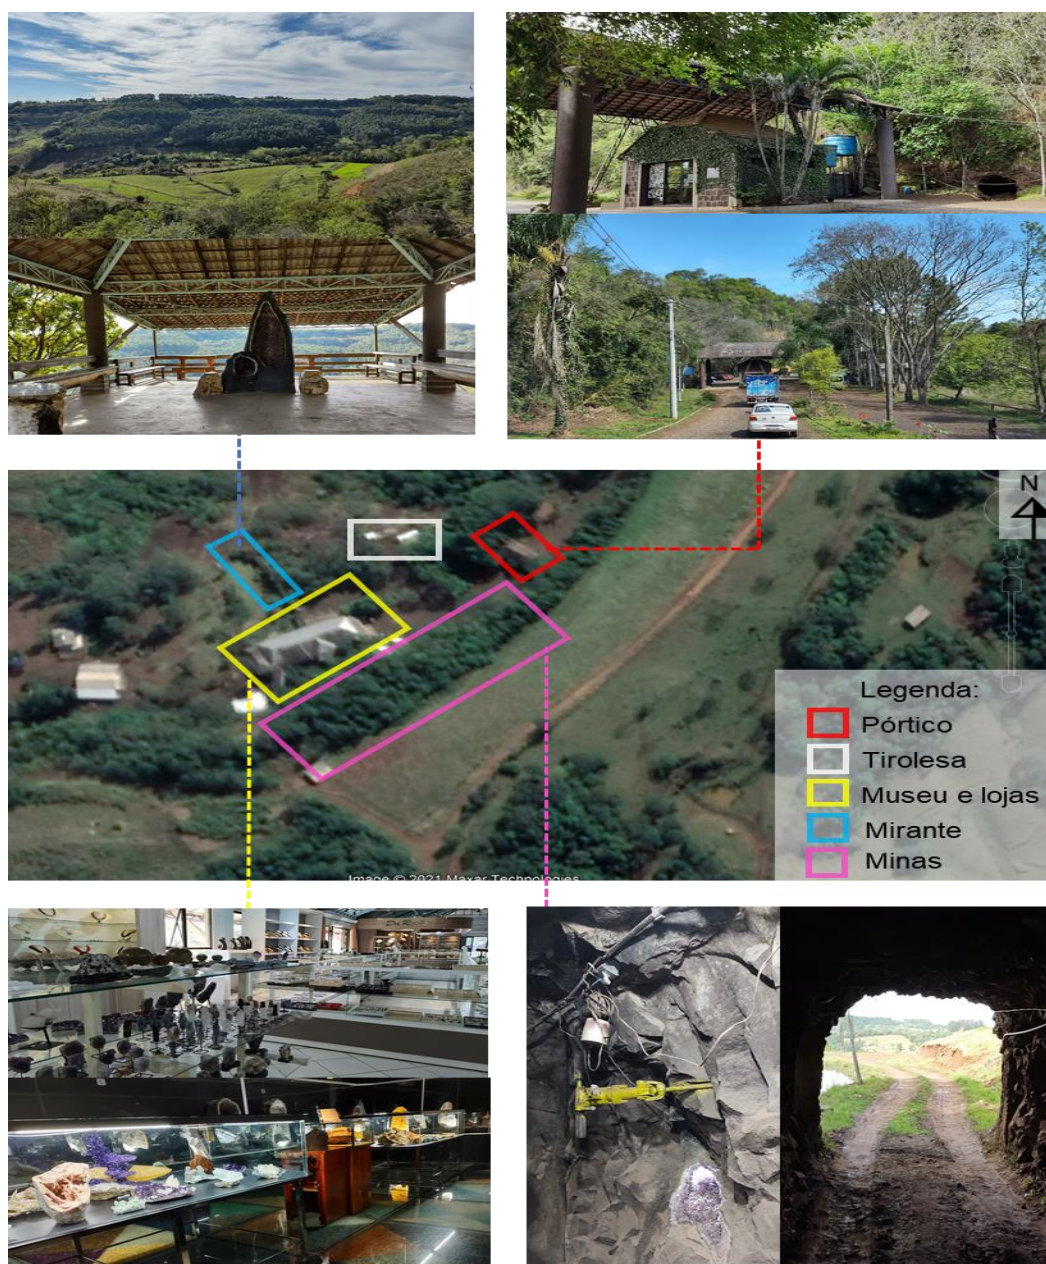 N
Legenda:
Pórtico
Tirolesa
Museu e lojas
Mirante
Minas
Image © 2021 Maxar Technologies